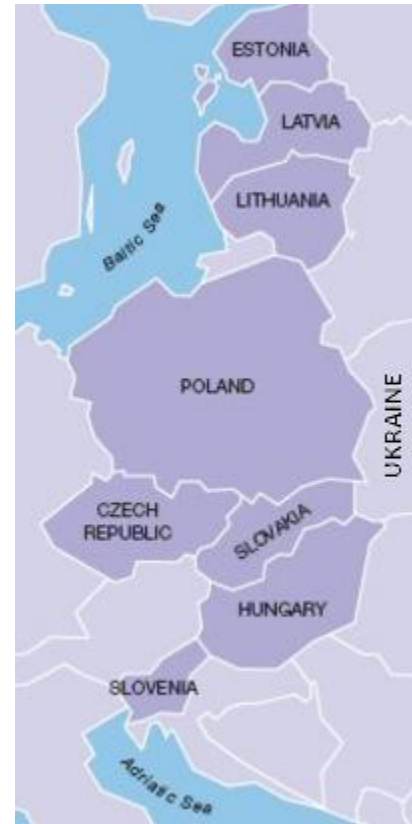 ESTONIA
LATVIA
LITHUANIA
Baltic Sea
POLAND
UKRAINE
CZECH
REPUBLIC
SLOVAKIA
HUNGARY
SLOVENIA
Adriatic Sea